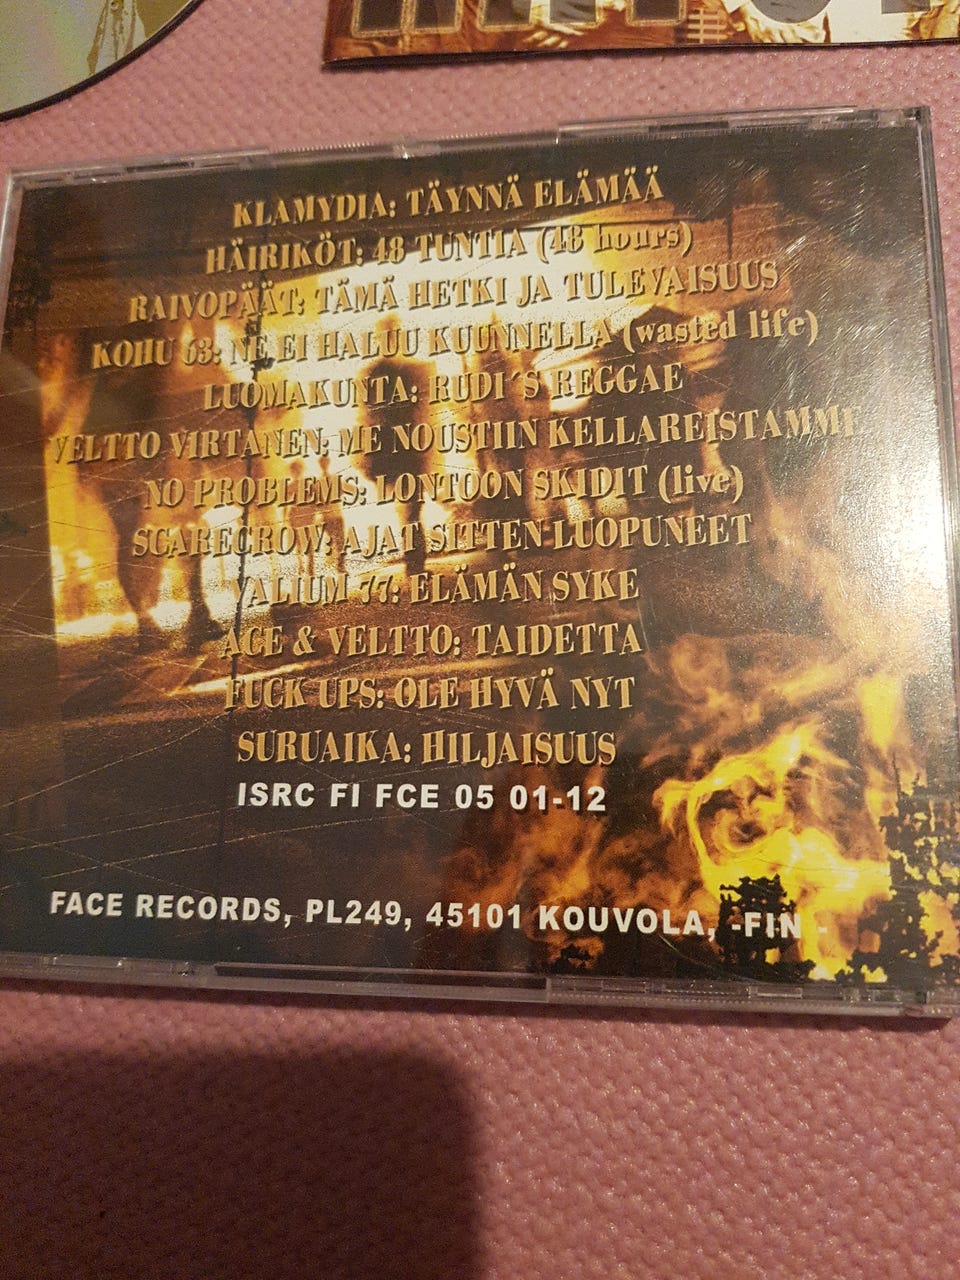 KLAMYDIA: TÄYNNÄ ELÄMÄÄ
HÄIRIKÖT: 48 TUNTIA (48 hours)
RAIVOPÄÄT: TÄMÄ HETKI JA TULEVAISUUS
KOHU 63: NE EI HALUU KUUNNELLA (wasted life)
LUOMAKUNTA: RUDI´S REGGAE
VELTTO VIRTANEN: ME NOUSTIIN KELLAREISTAMME
NO PROBLEMS: LONTOON SKIDIT (live)
SCARECROW: AJAT SITTEN LUOPUNEET
VALIUM 77: ELÄMÄN SYKE
ACE & VELTTO: TAIDETTA
FUCK UPS: OLE HYVÄ NYT
SURUAIKA: HILJAISUUS
ISRC FI FCE 05 01-12
FACE RECORDS, PL249, 45101 KOUVOLA, -FIN -